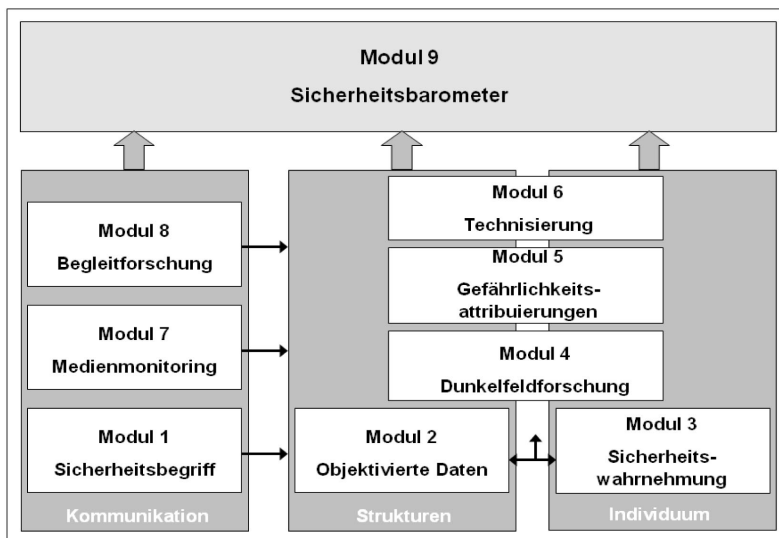 Modul 9
Sicherheitsbarometer
Modul 8
Begleitforschung
Modul 7
Medienmonitoring
Modul 1
Sicherheitsbegriff
Kommunikation
Modul 6
Technisierung
Modul 5
Gefährlichkeits-
attribuierungen
Modul 4
Dunkelfeldforschung
Modul 2
Objektivierte Daten
Strukturen
Modul 3
Sicherheits-
wahrnehmung
Individuum